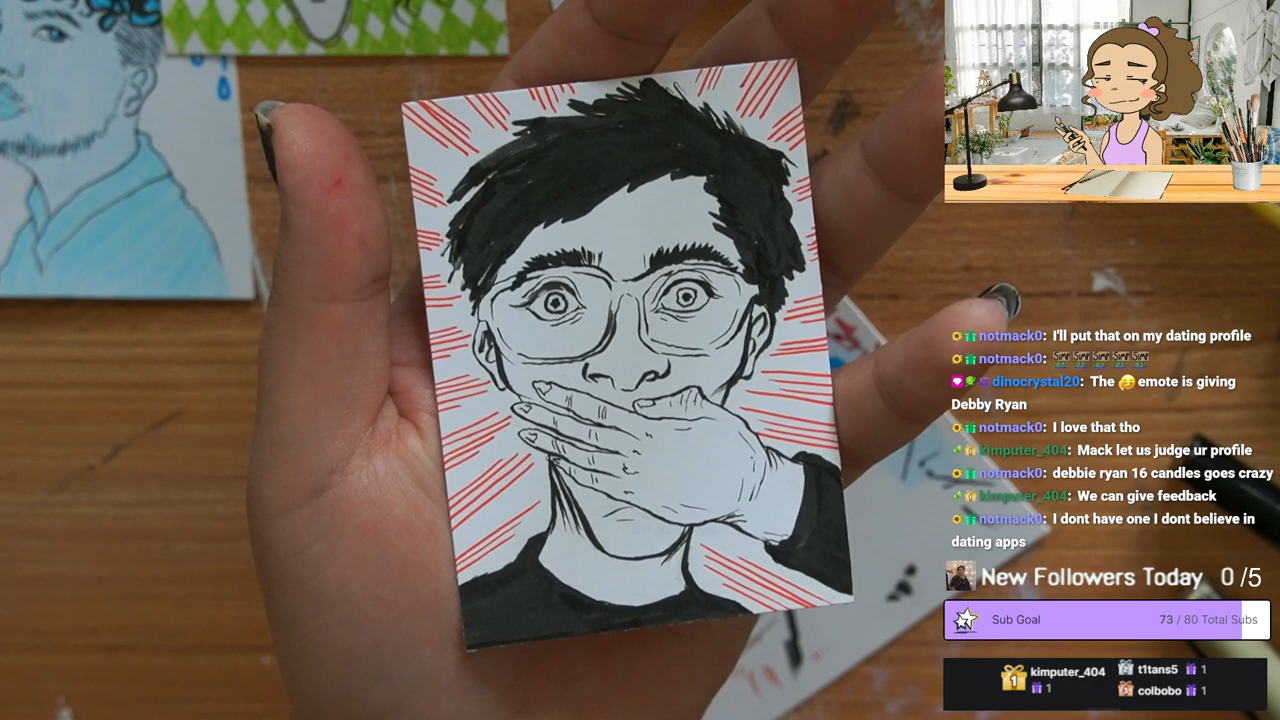 notmack0: I'll put that on my dating profile
notmack0:
dinocrystal20: The emote is giving
Debby Ryan
notmack0: I love that tho
kimputer_404: Mack let us judge ur profile
notmack0: debbie ryan 16 candles goes crazy
kimputer_404: We can give feedback
notmack0: I dont have one I dont believe in
dating apps
New Followers Today 0 /5
Sub Goal 73 / 80 Total Subs
1 kimputer_404 1
t1tans5 1
colbobo 1